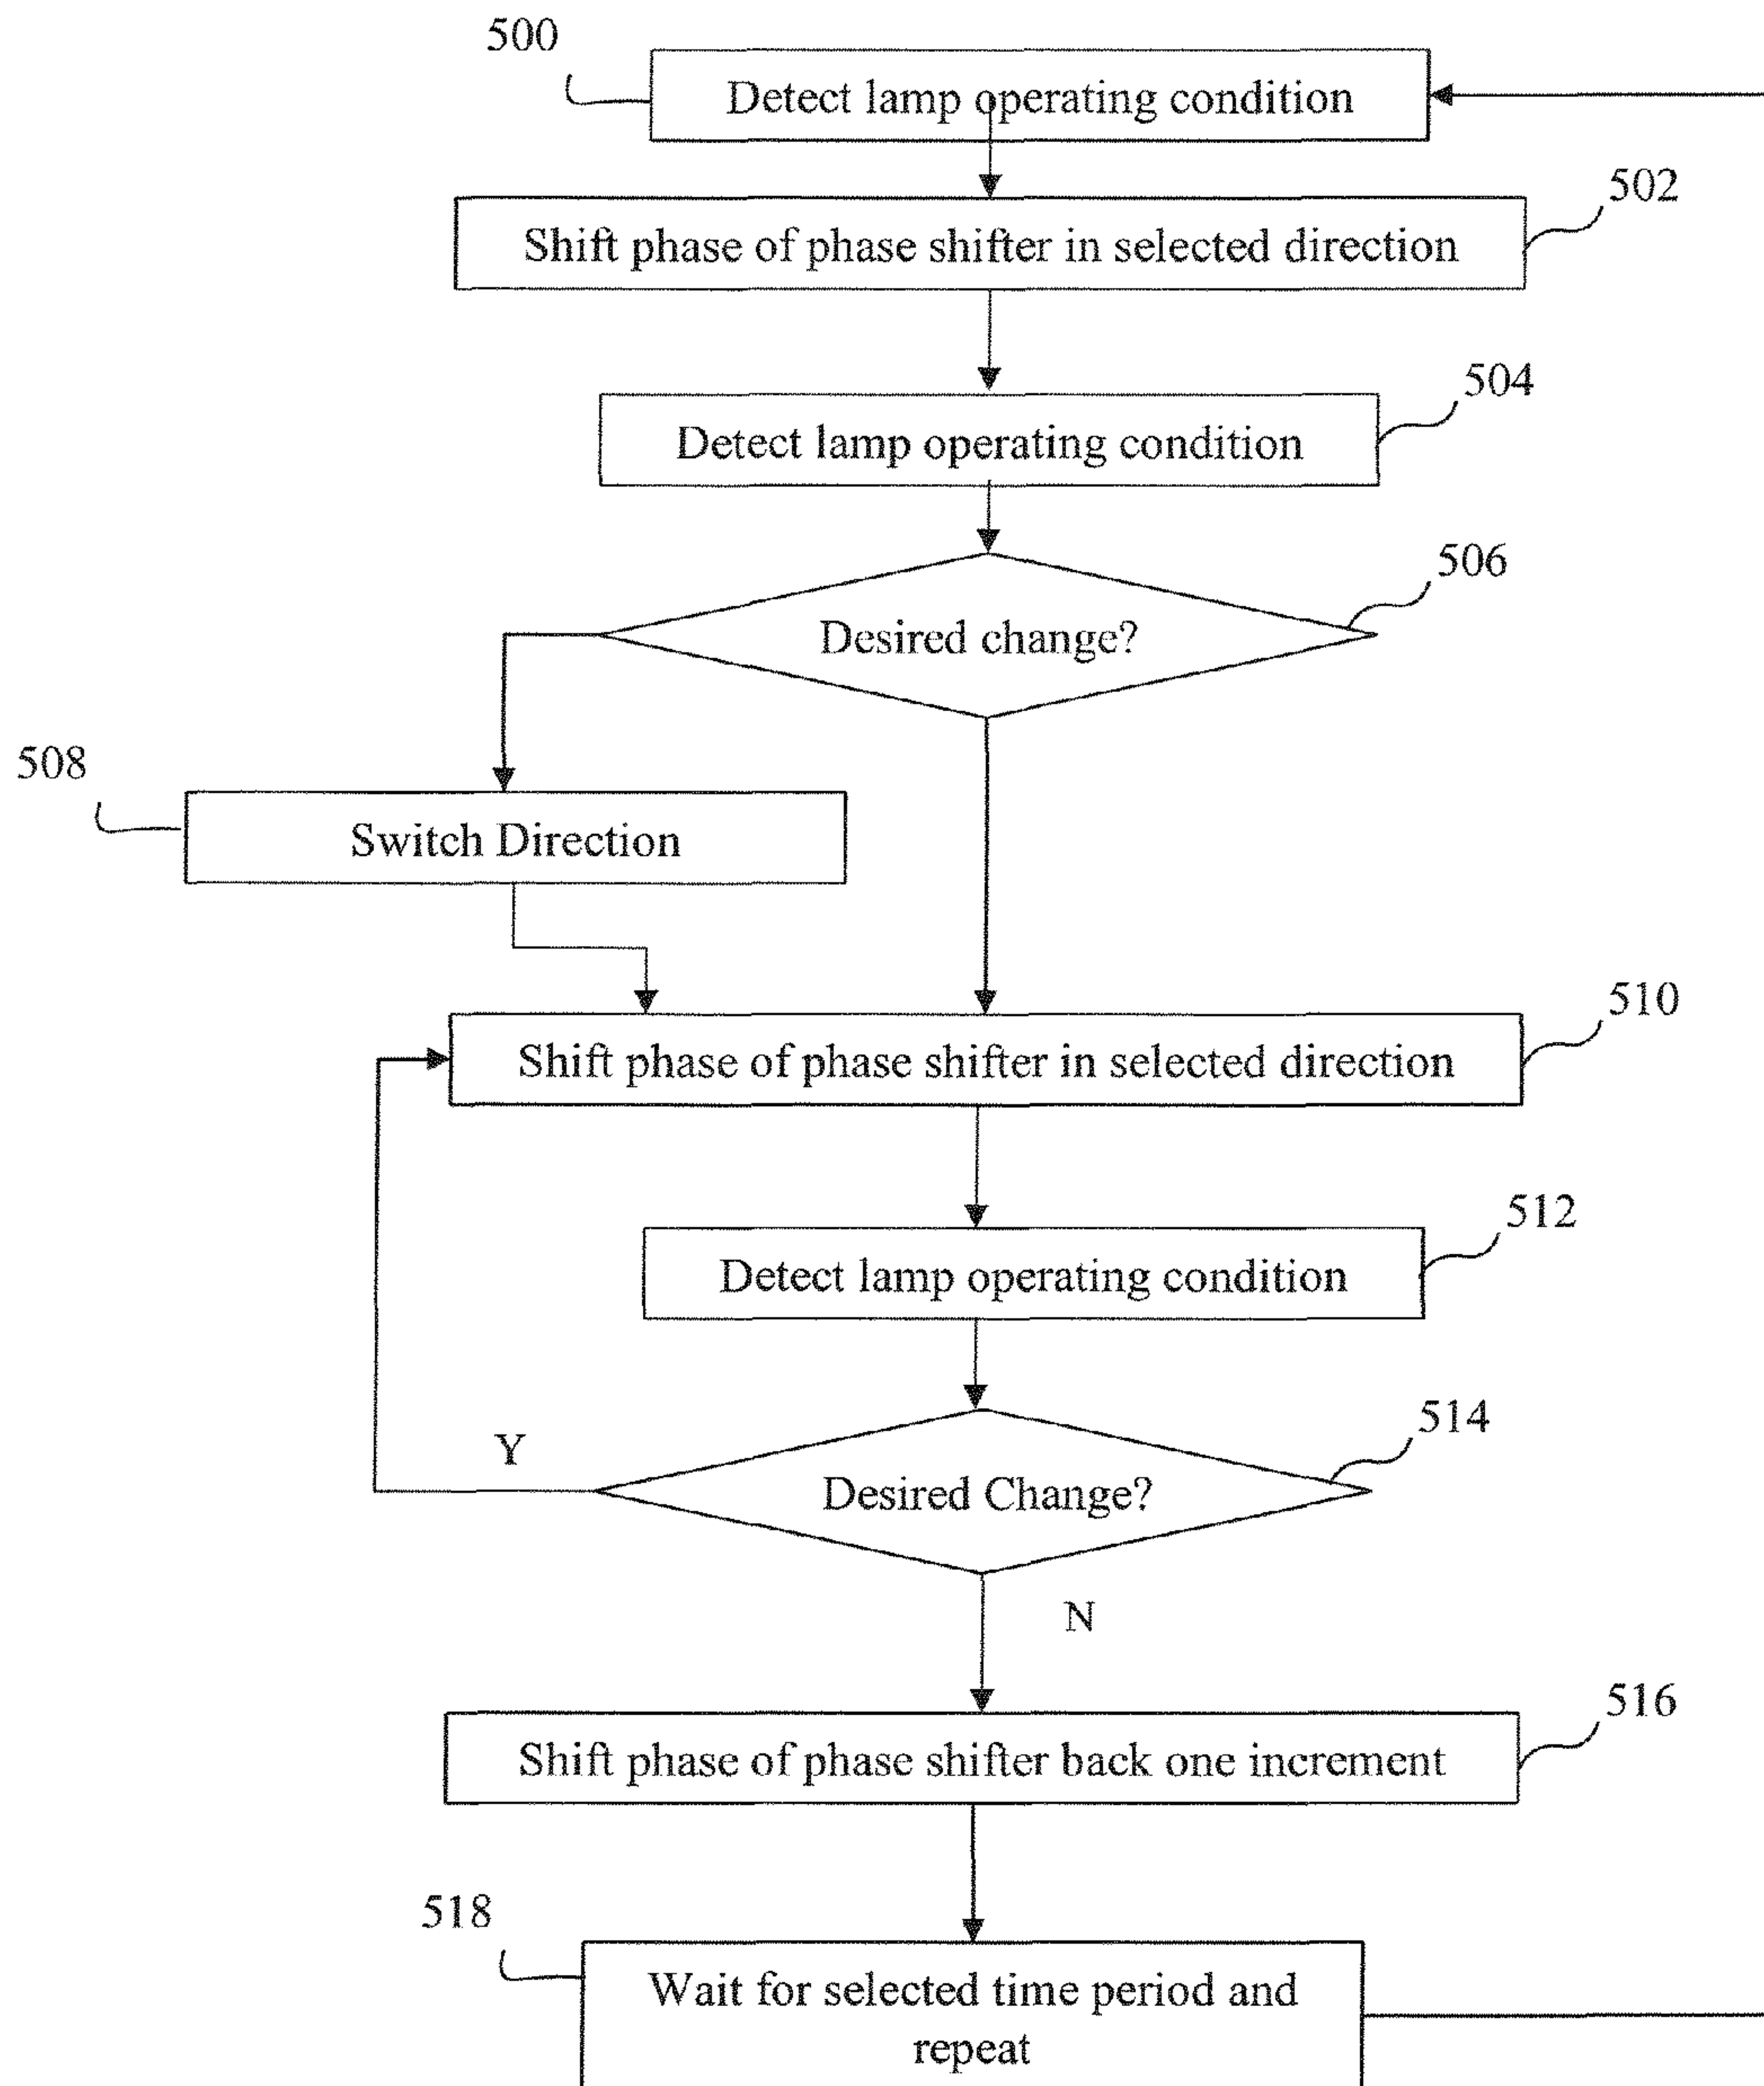 500
Detect lamp operating condition
502
Shift phase of phase shifter in selected direction
504
Detect lamp operating condition
506
Desired change?
508
Switch Direction
510
Shift phase of phase shifter in selected direction
512
Detect lamp operating condition
514
Y
Desired Change?
N
516
Shift phase of phase shifter back one increment
518
Wait for selected time period and
repeat